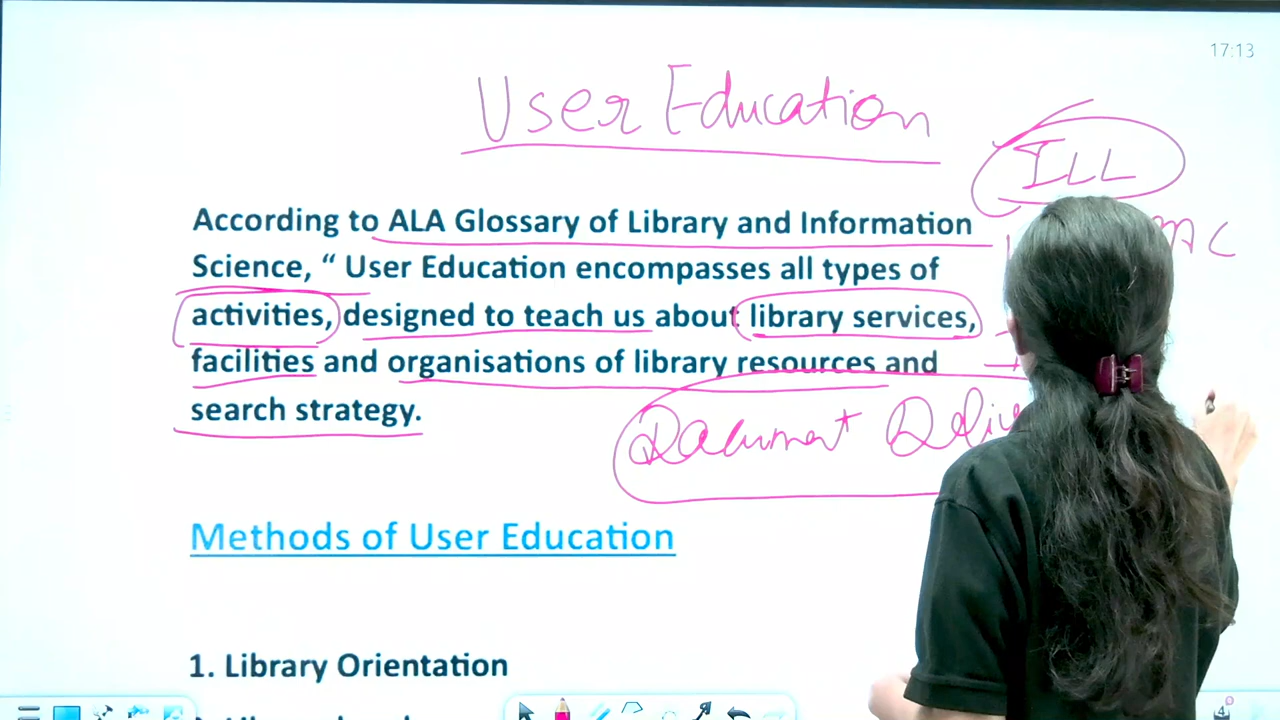 17:13
User Education
ILL
According to ALA Glossary of Library and Information
Science, “ User Education encompasses all types of
activities, designed to teach us about library services,
facilities and organisations of library resources and
search strategy.
Methods of User Education
1. Library Orientation